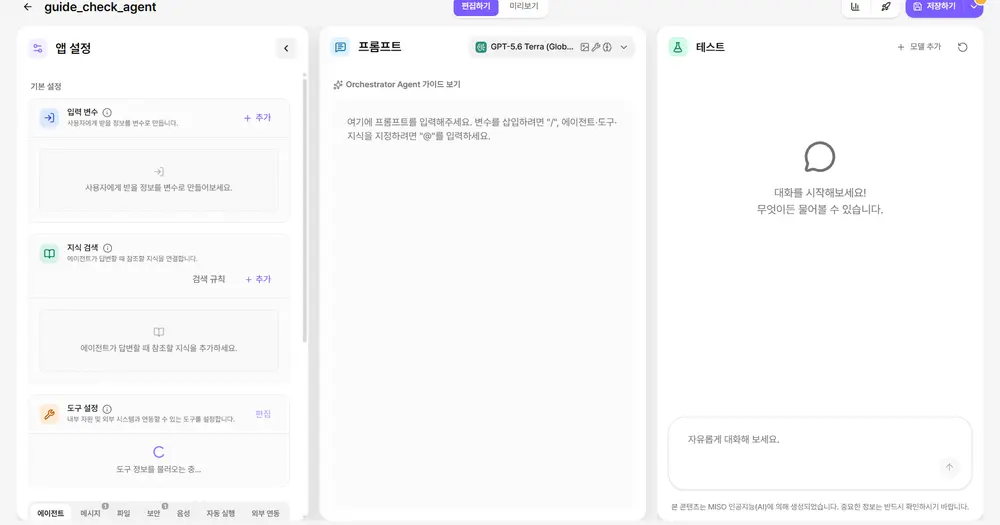 guide_check_agent
편집하기
미리보기
저장하기
앱 설정
기본 설정
입력 변수
사용자에게 받을 정보를 변수로 만듭니다.
+ 추가
사용자에게 받을 정보를 변수로 만들어보세요.
지식 검색
에이전트가 답변할 때 참조할 지식을 연결합니다.
검색 규칙
+ 추가
에이전트가 답변할 때 참조할 지식을 추가하세요.
도구 설정
내부 자원 및 외부 시스템과 연동할 수 있는 도구를 설정합니다.
편집
도구 정보를 불러오는 중...
에이전트
메시지
1
파일
보안
1
음성
자동 실행
외부 연동
프롬프트
GPT-5.6 Terra (Glob...
Orchestrator Agent 가이드 보기
여기에 프롬프트를 입력해주세요. 변수를 삽입하려면 "/", 에이전트·도구·
지식을 지정하려면 "@"를 입력하세요.
테스트
+ 모델 추가
대화를 시작해보세요!
무엇이든 물어볼 수 있습니다.
자유롭게 대화해 보세요.
본 콘텐츠는 MISO 인공지능(AI)에 의해 생성되었습니다. 중요한 정보는 반드시 확인하시기 바랍니다.